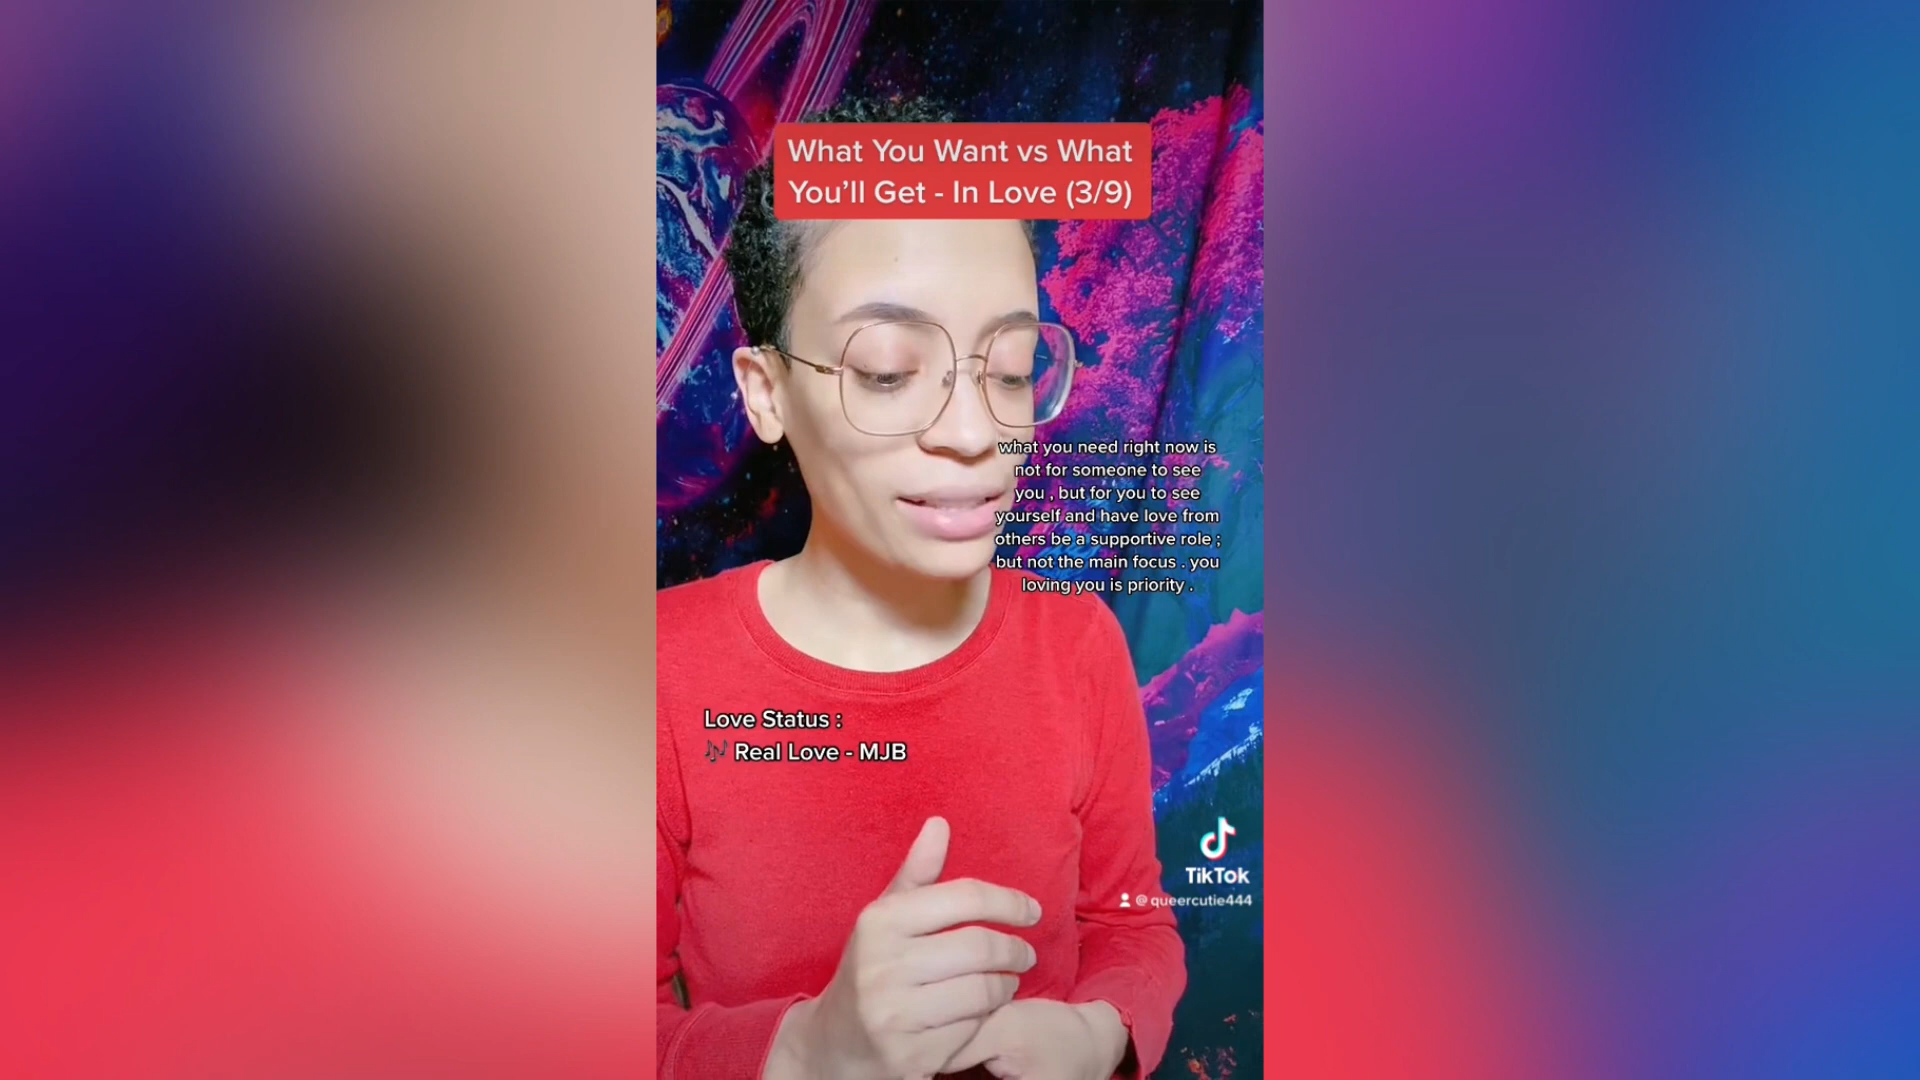 What You Want vs What
You’ll Get - In Love (3/9)
what you need right now is
not for someone to see
you , but for you to see
yourself and have love from
others be a supportive role ;
but not the main focus . you
loving you is priority .
Love Status :
🎶 Real Love - MJB
TikTok
@queercutie444